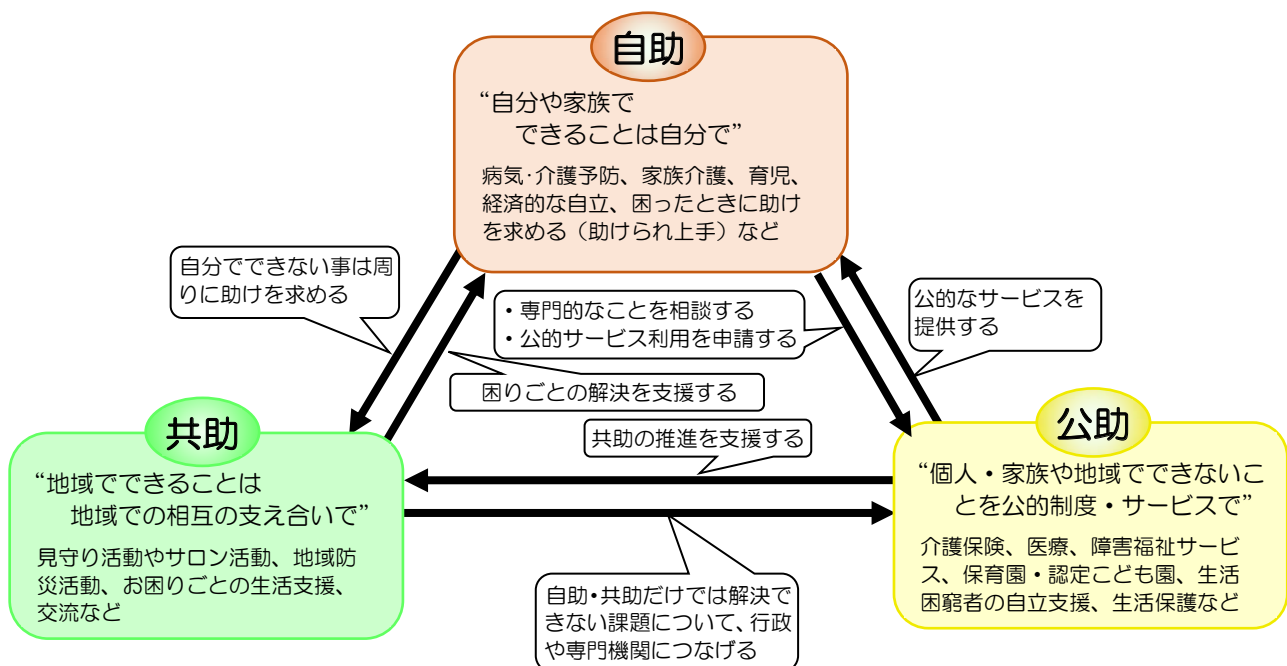 自助
“自分や家族で
できることは自分で”
病気・介護予防、家族介護、育児、
経済的な自立、困ったときに助け
を求める（助けられ上手）など
自分でできない事は周
りに助けを求める
・専門的なことを相談する
・公的サービス利用を申請する
公的なサービスを
提供する
困りごとの解決を支援する
共助の推進を支援する
共助
“地域でできることは
地域での相互の支え合いで”
見守り活動やサロン活動、地域防
災活動、お困りごとの生活支援、
交流など
公助
“個人・家族や地域でできないこ
とを公的制度・サービスで”
介護保険、医療、障害福祉サービ
ス、保育園・認定こども園、生活
困窮者の自立支援、生活保護など
自助・共助だけでは解決で
きない課題について、行政
や専門機関につなげる